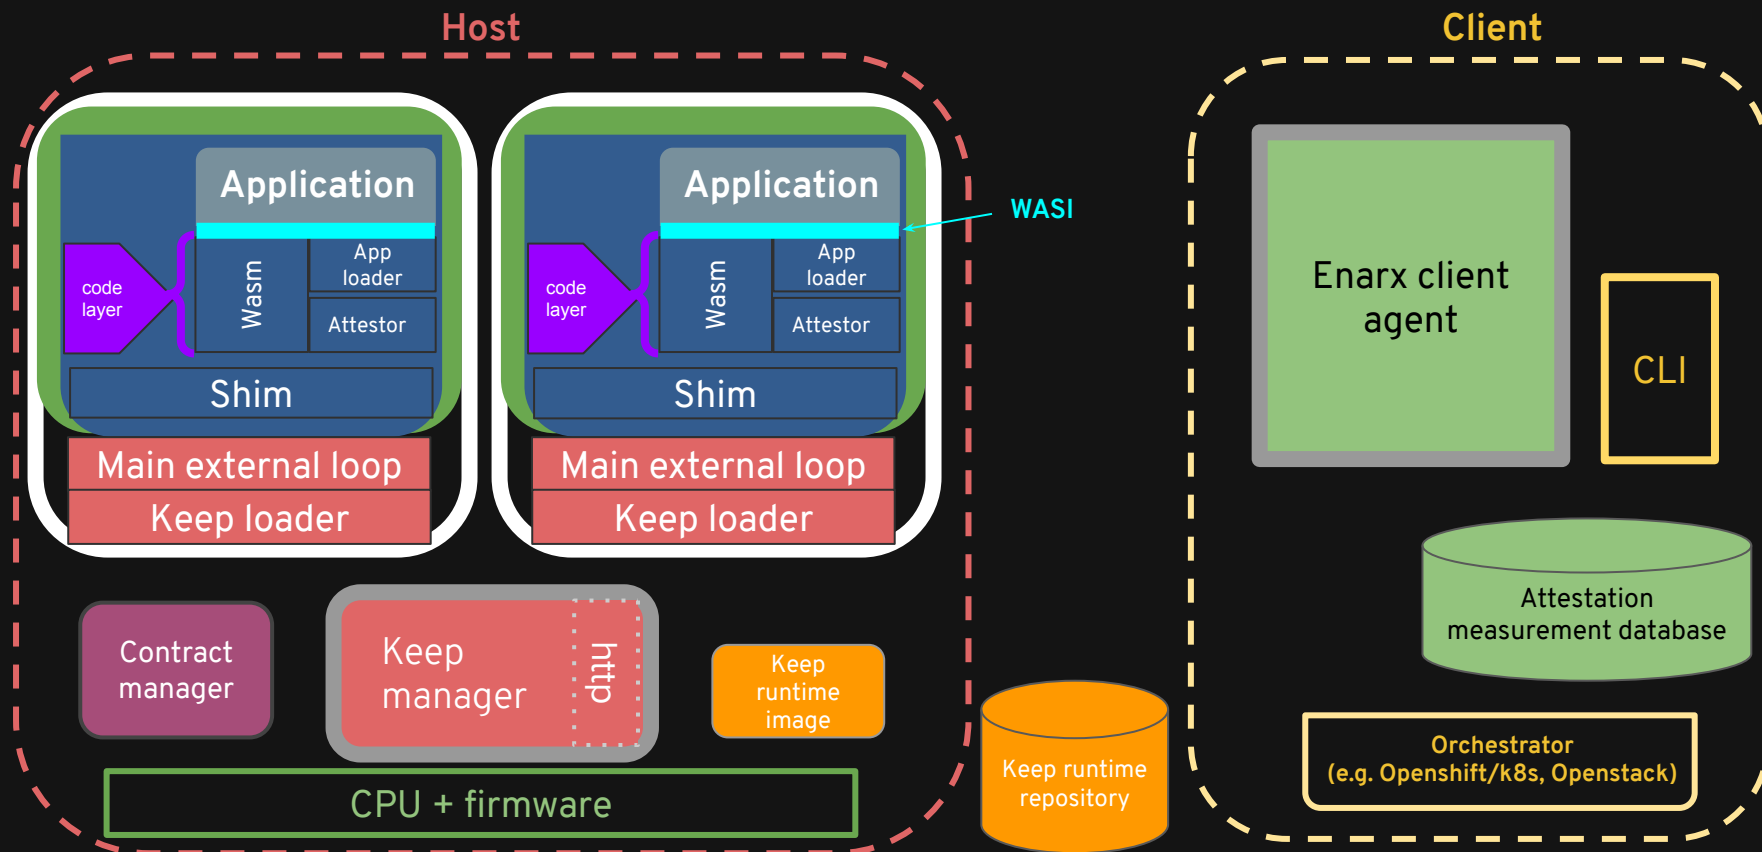 Host
Client
Application
code
layer
Wasm
App
loader
Attestor
Shim
Main external loop
Keep loader
Application
code
layer
Wasm
App
loader
Attestor
Shim
Main external loop
Keep loader
WASI
Enarx client
agent
CLI
Attestation
measurement database
Contract
manager
Keep
manager
http
Keep
runtime
image
Keep runtime
repository
Orchestrator
(e.g. Openshift/k8s, Openstack)
CPU + firmware